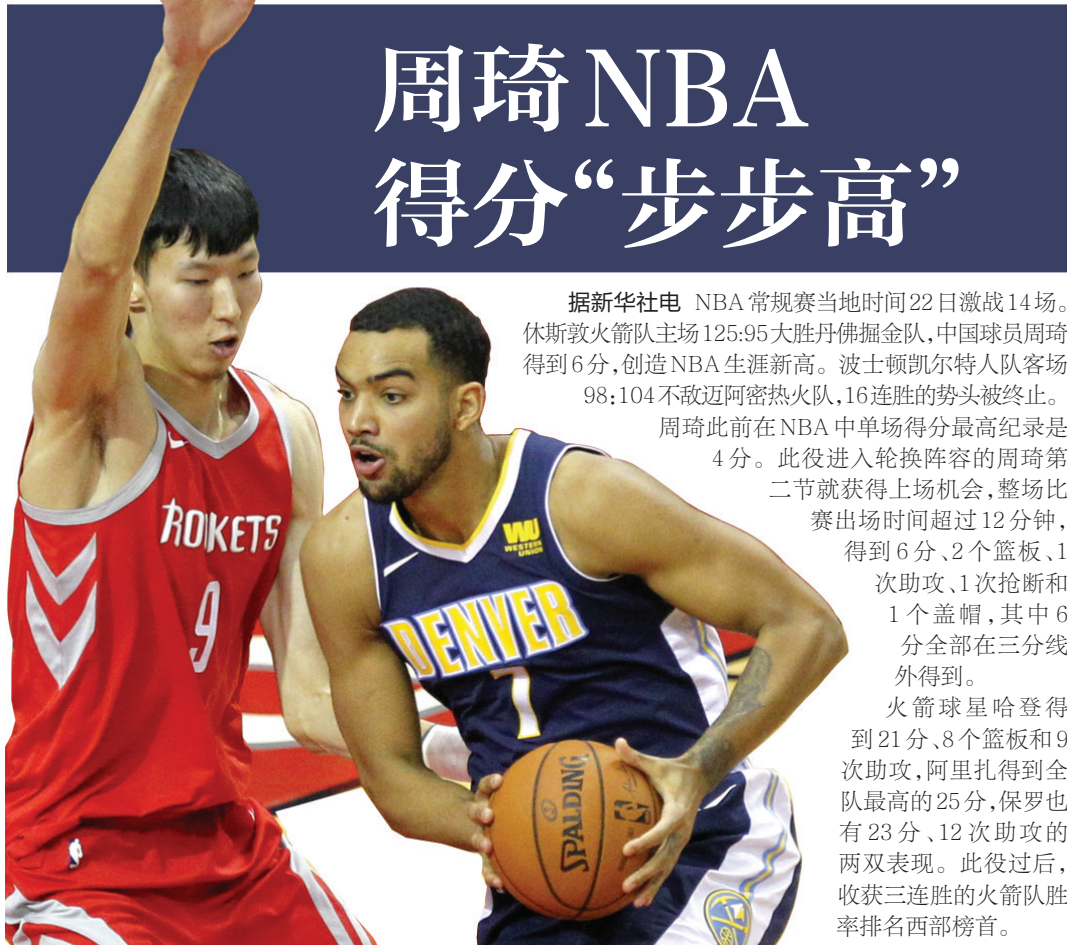 周琦NBA
得分“步步高”
据新华社电 NBA常规赛当地时间22日激战14场。
休斯敦火箭队主场125:95大胜丹佛掘金队,中国球员周琦
得到6分,创造NBA生涯新高。波士顿凯尔特人队客场
98:104不敌迈阿密热火队,16连胜的势头被终止。
周琦此前在NBA中单场得分最高纪录是
4分。此役进入轮换阵容的周琦第
二节就获得上场机会,整场比
赛出场时间超过12分钟,
得到6分、2个篮板、1
次助攻、1次抢断和
1个盖帽,其中6
分全部在三分线
外得到。
火箭球星哈登得
到21分、8个篮板和9
次助攻,阿里扎得到全
队最高的25分,保罗也
有23分、12次助攻的
两双表现。此役过后,
收获三连胜的火箭队胜
率排名西部榜首。
ROCKETS
9
WU
WESTERN
UNION
DENVER
7
SPALDING